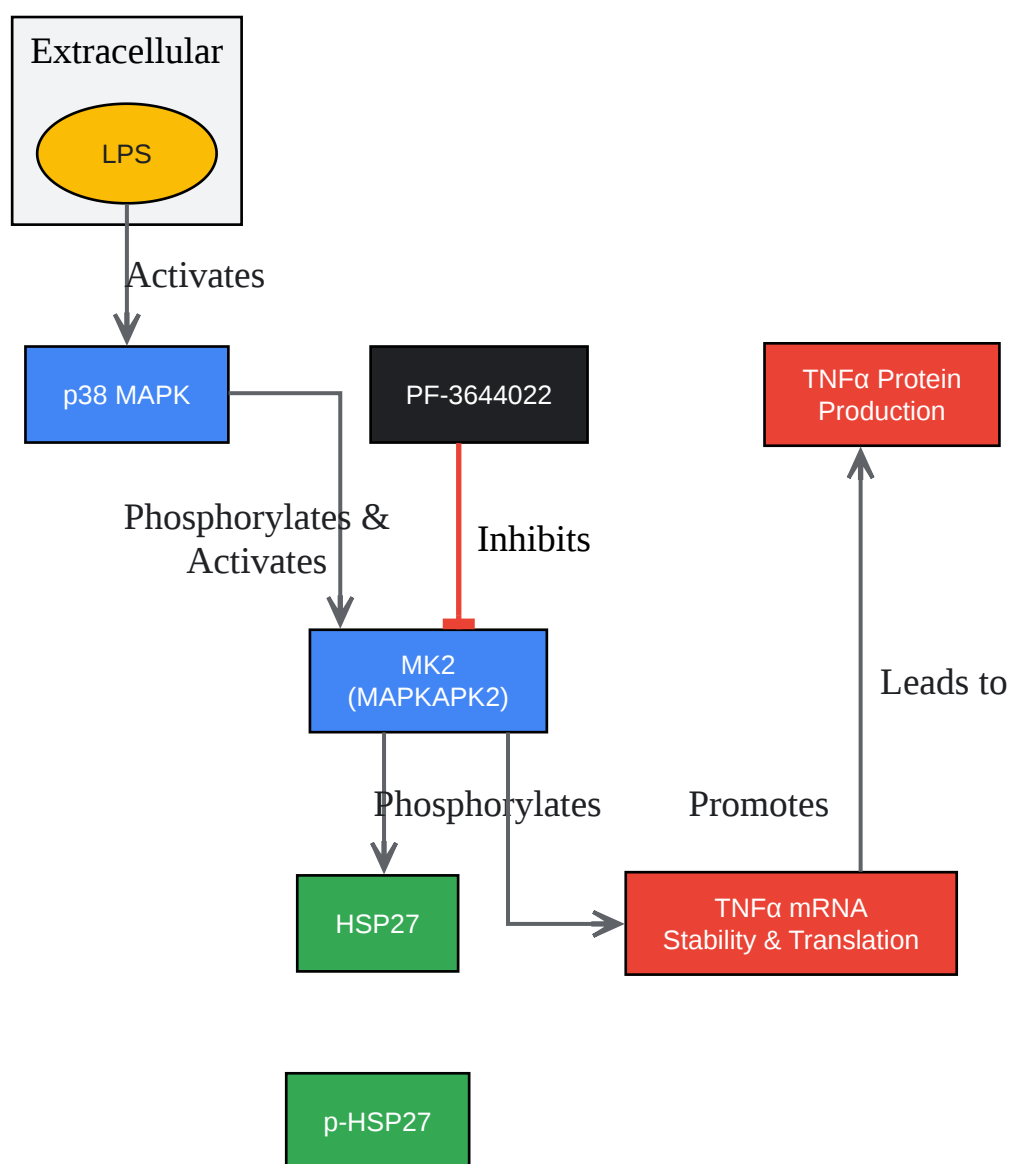 Extracellular
LPS
Activates
p38 MAPK
PF-3644022
TNFα Protein
Production
Phosphorylates &
Activates
Inhibits
MK2
(MAPKAPK2)
Leads to
Phosphorylates
Promotes
HSP27
TNFα mRNA
Stability & Translation
p-HSP27